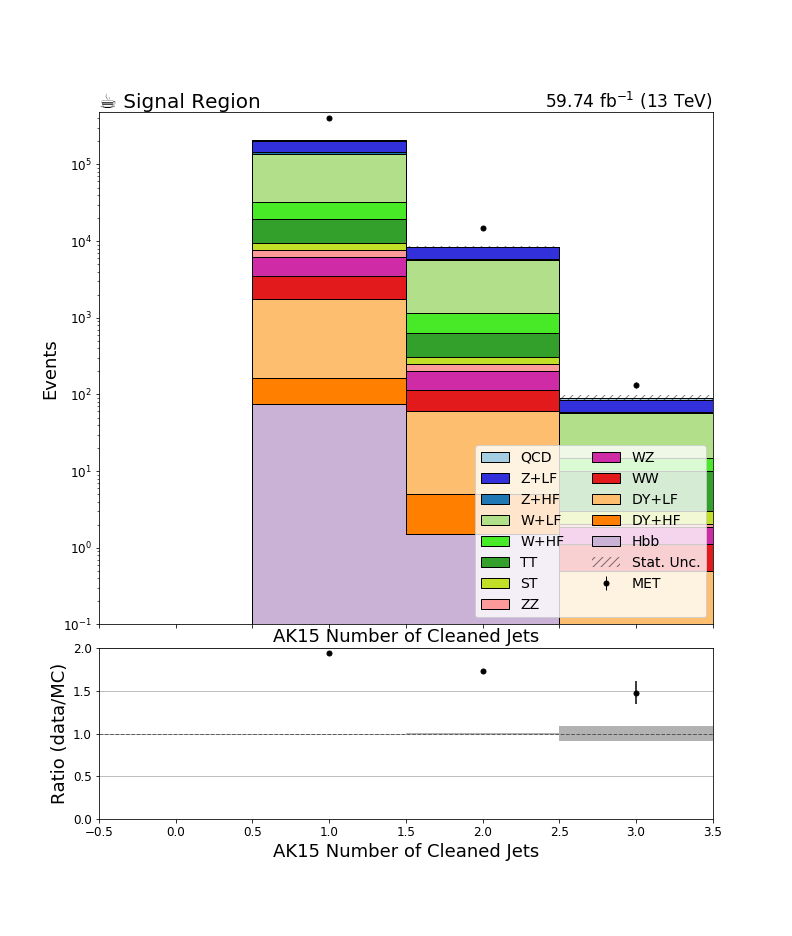 ☕ Signal Region
59.74 fb⁻¹ (13 TeV)
Events
10⁵
10⁴
10³
10²
10¹
10⁰
10⁻¹
QCD
Z+LF
Z+HF
W+LF
W+HF
TT
ST
ZZ
WZ
WW
DY+LF
DY+HF
Hbb
Stat. Unc.
MET
AK15 Number of Cleaned Jets
Ratio (data/MC)
2.0
1.5
1.0
0.5
0.0
−0.5 0.0 0.5 1.0 1.5 2.0 2.5 3.0 3.5
AK15 Number of Cleaned Jets